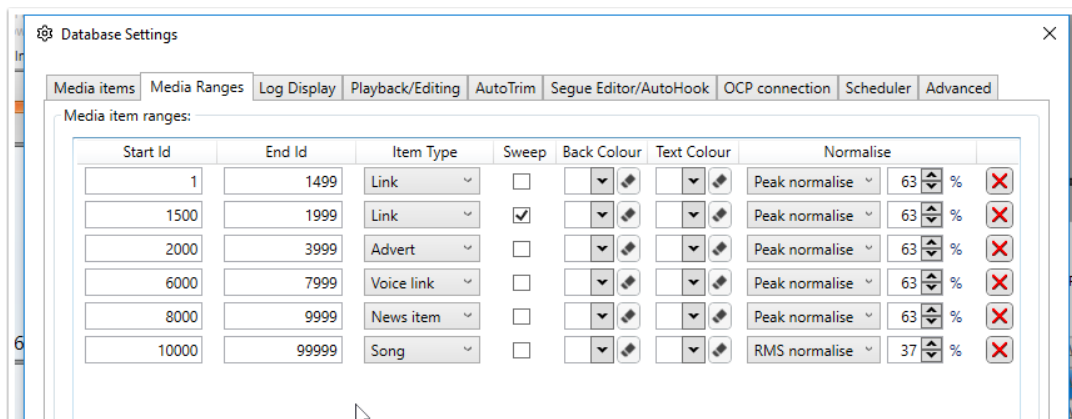 Database Settings
Media items Media Ranges Log Display Playback/Editing AutoTrim Segue Editor/AutoHook OCP connection Scheduler Advanced
Media item ranges:
Start Id End Id Item Type Sweep Back Colour Text Colour Normalise
1 1499 Link Peak normalise 63 %
1500 1999 Link Peak normalise 63 %
2000 3999 Advert Peak normalise 63 %
6000 7999 Voice link Peak normalise 63 %
8000 9999 News item Peak normalise 63 %
10000 99999 Song RMS normalise 37 %